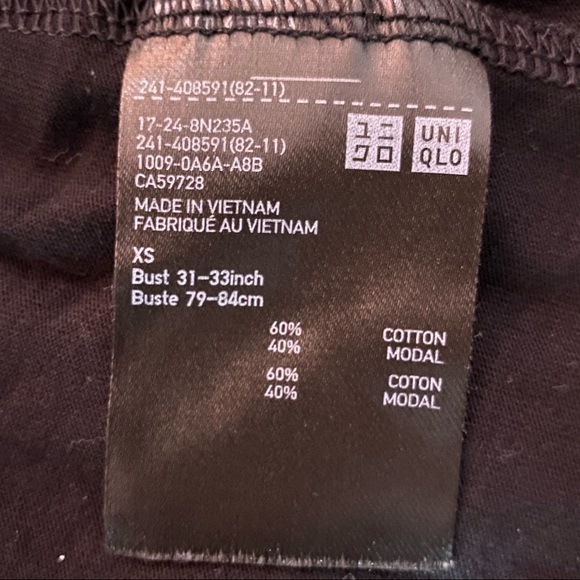 241-408591(82-11)
17-24-8N235A
241-408591(82-11)
1009-0A6A-A8B
CA59728
MADE IN VIETNAM
FABRIQUÉ AU VIETNAM
ユニ
クロ
UNI
QLO
XS
Bust 31-33inch
Buste 79-84cm
60% COTTON
40% MODAL
60% COTON
40% MODAL